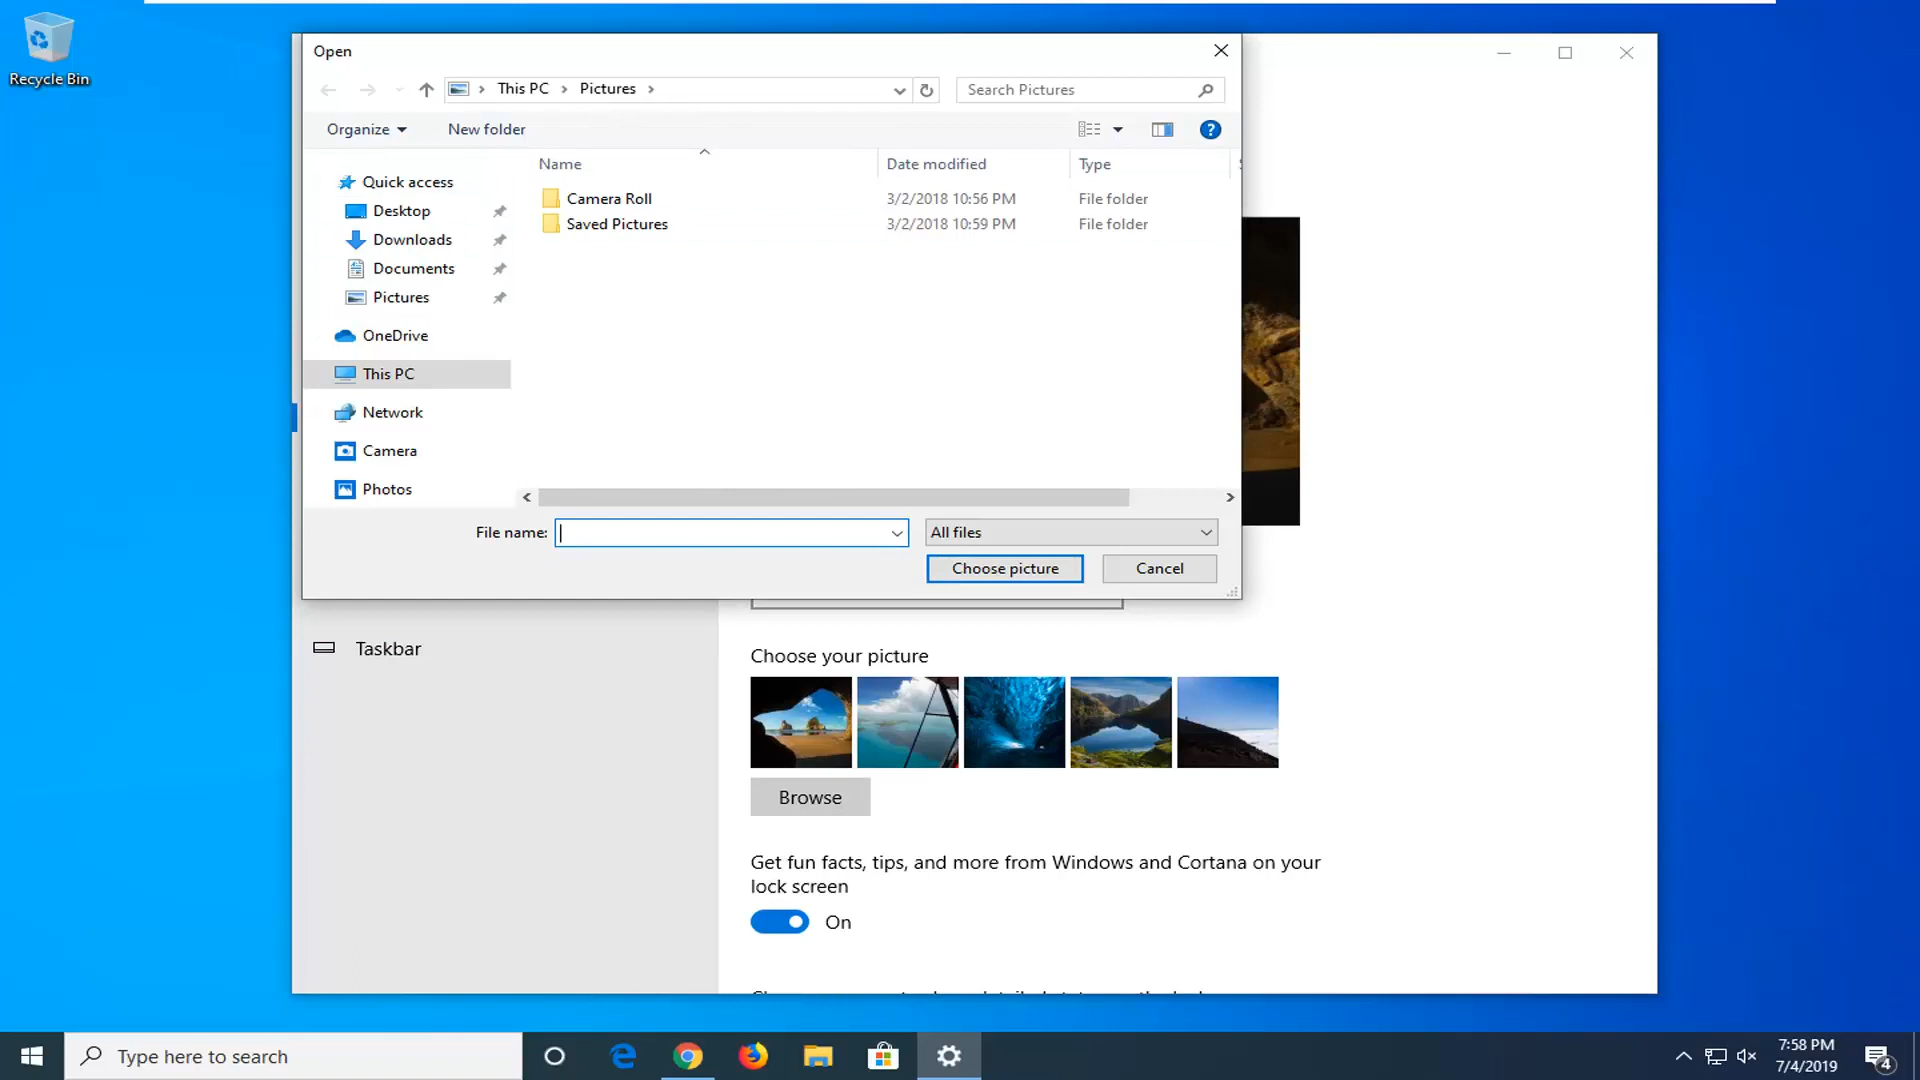 Recycle Bin
Open
This PC
Pictures
Search Pictures
Organize
New folder
?
Name
Date modified
Type
Camera Roll
3/2/2018 10:56 PM
File folder
Saved Pictures
3/2/2018 10:59 PM
File folder
Quick access
Desktop
Downloads
Documents
Pictures
OneDrive
This PC
Network
Camera
Photos
File name:
All files
Choose picture
Cancel
Taskbar
Choose your picture
Browse
Get fun facts, tips, and more from Windows and Cortana on your
lock screen
On
Type here to search
7:58 PM
7/4/2019
4